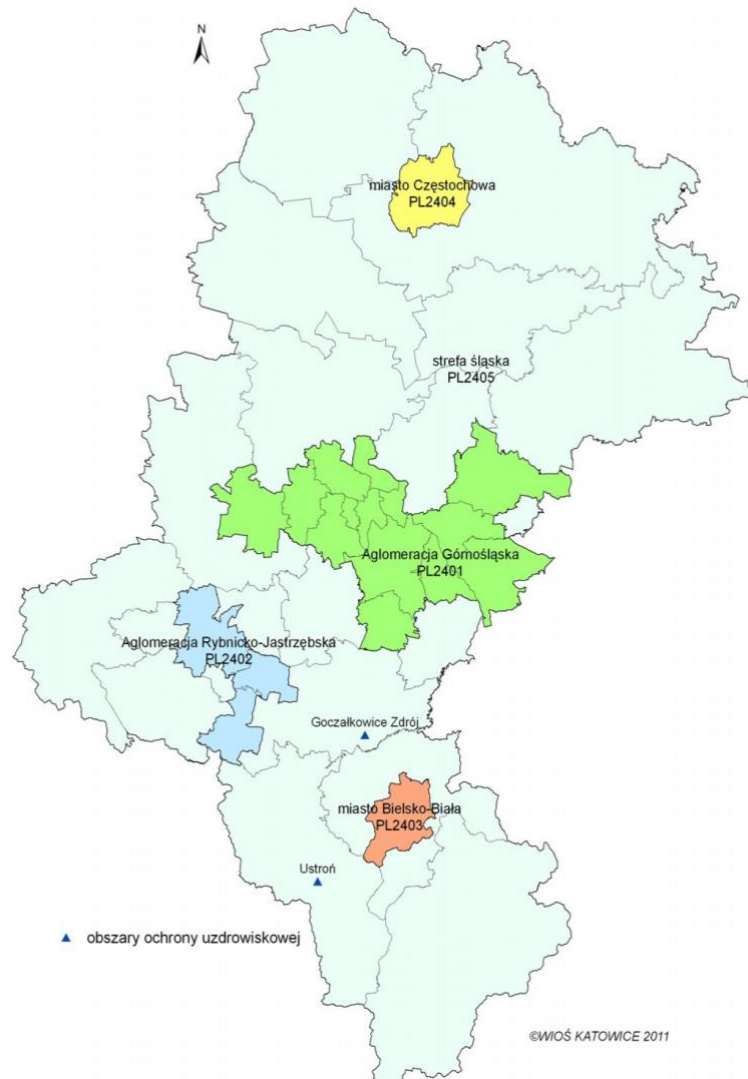 N
miasto Częstochowa
PL2404
strefa śląska
PL2405
Aglomeracja Górnośląska
PL2401
Aglomeracja Rybnicko-Jastrzębska
PL2402
Goczałkowice Zdrój
miasto Bielsko-Biała
PL2403
Ustroń
obszary ochrony uzdrowiskowej
©WIOŚ KATOWICE 2011